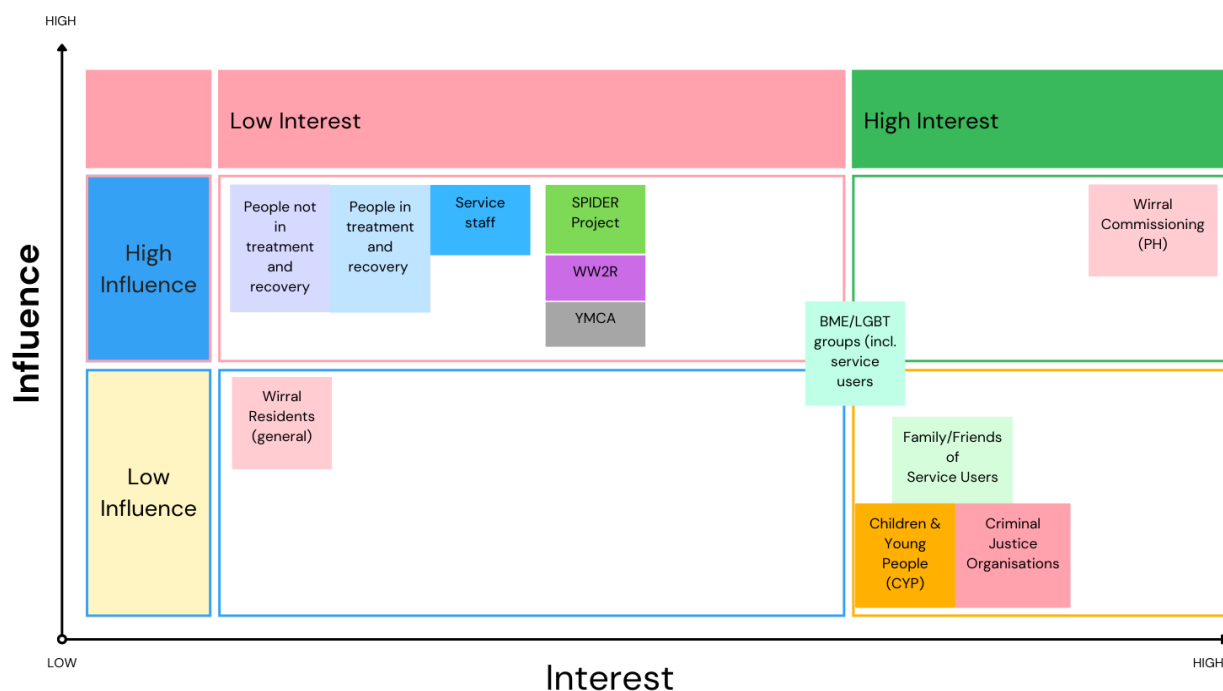 HIGH
Low Interest
High Interest
Influence
High
Influence
People not
in
treatment
and
recovery
People in
treatment
and
recovery
Service
staff
SPIDER
Project
WW2R
YMCA
Wirral
Commissioning
(PH)
BME/LGBT
groups (incl.
service
users
Low
Influence
Wirral
Residents
(general)
Family/Friends
of
Service Users
Children &
Young
People
(CYP)
Criminal
Justice
Organisations
LOW
Interest
HIGH